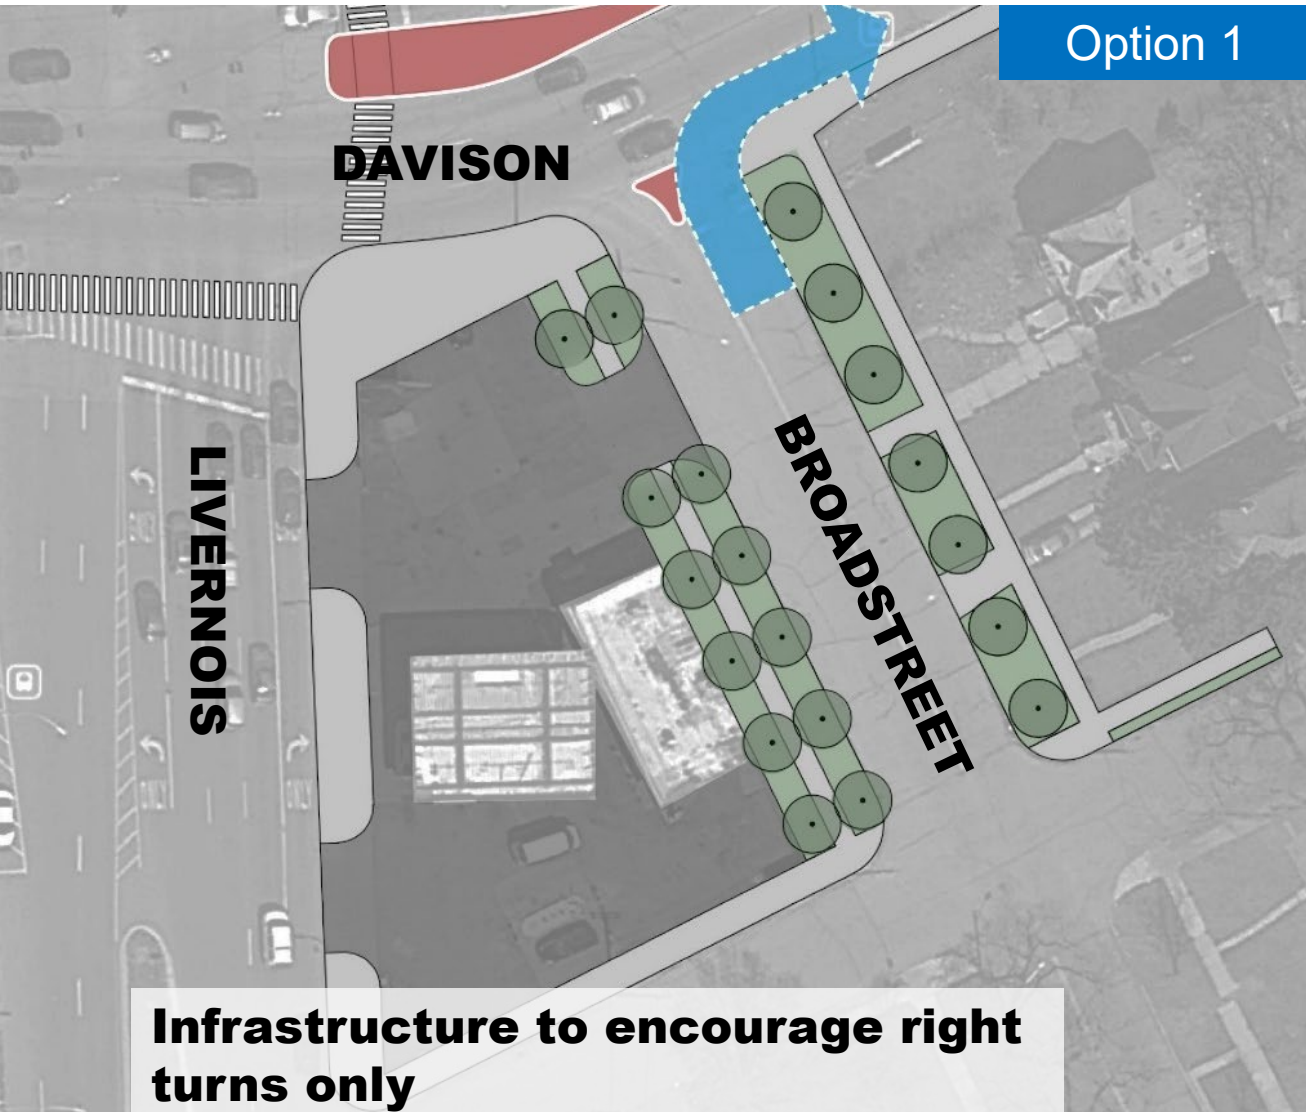 Option 1
DAVISON
LIVERNOIS
BROADSTREET
Infrastructure to encourage right
turns only